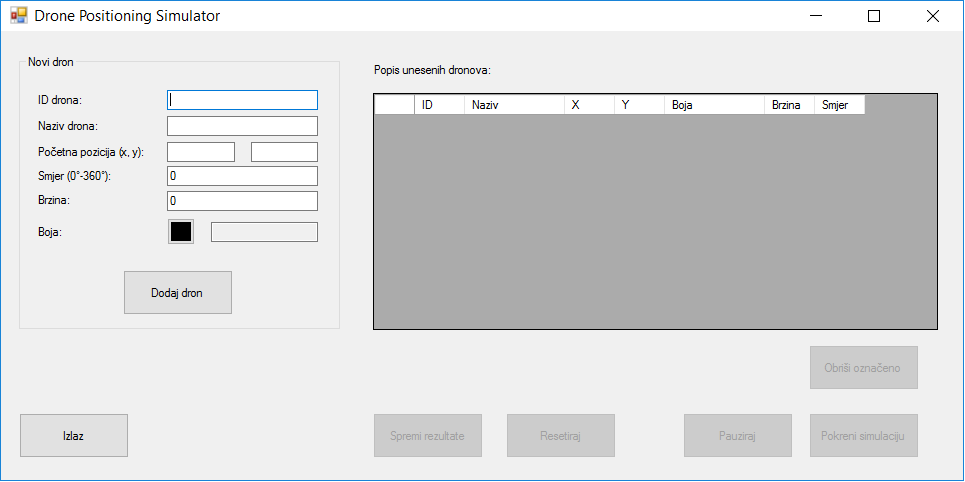 Drone Positioning Simulator
Novi dron
ID drona:
Naziv drona:
Početna pozicija (x, y):
Smjer (0°-360°):
0
Brzina:
0
Boja:
Dodaj dron
Popis unesenih dronova:
ID Naziv X Y Boja Brzina Smjer
Obriši označeno
Izlaz
Spremi rezultate
Resetiraj
Pauziraj
Pokreni simulaciju